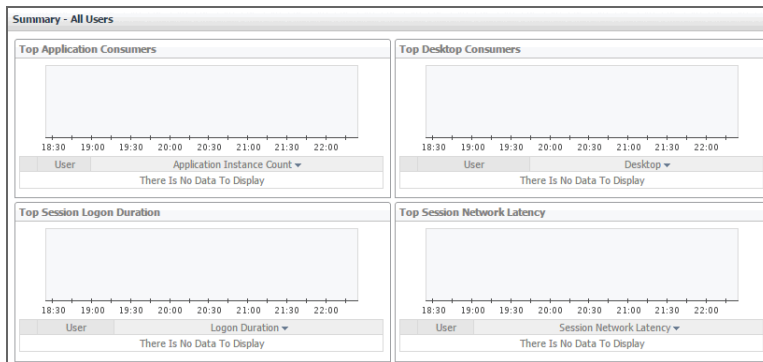 Summary - All Users
Top Application Consumers
18:30 19:00 19:30 20:00 20:30 21:00 21:30 22:00
User Application Instance Count
There Is No Data To Display
Top Desktop Consumers
18:30 19:00 19:30 20:00 20:30 21:00 21:30 22:00
User Desktop
There Is No Data To Display
Top Session Logon Duration
18:30 19:00 19:30 20:00 20:30 21:00 21:30 22:00
User Logon Duration
There Is No Data To Display
Top Session Network Latency
18:30 19:00 19:30 20:00 20:30 21:00 21:30 22:00
User Session Network Latency
There Is No Data To Display